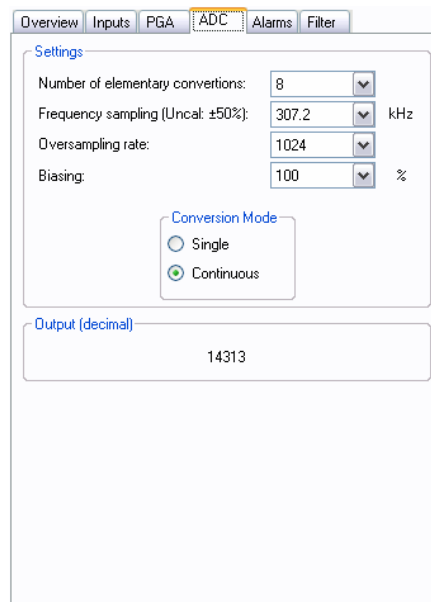 Overview Inputs PGA ADC Alarms Filter
Settings
Number of elementary convertions: 8
Frequency sampling (Uncal: ±50%): 307.2 kHz
Oversampling rate: 1024
Biasing: 100 %
Conversion Mode
Single
Continuous
Output (decimal)
14313